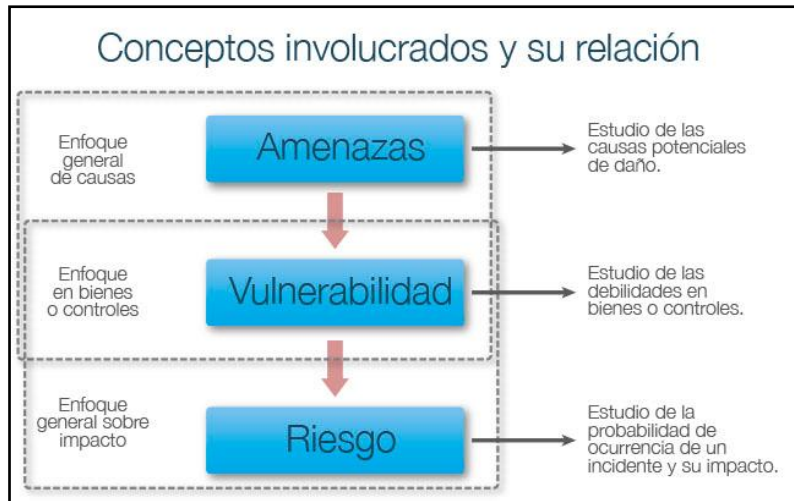 Conceptos involucrados y su relación
Enfoque
general
de causas
Amenazas
Estudio de las
causas potenciales
de daño.
Enfoque
en bienes
o controles
Vulnerabilidad
Estudio de las
debilidades en
bienes o controles.
Enfoque
general sobre
impacto
Riesgo
Estudio de la
probabilidad de
ocurrencia de un
incidente y su impacto.